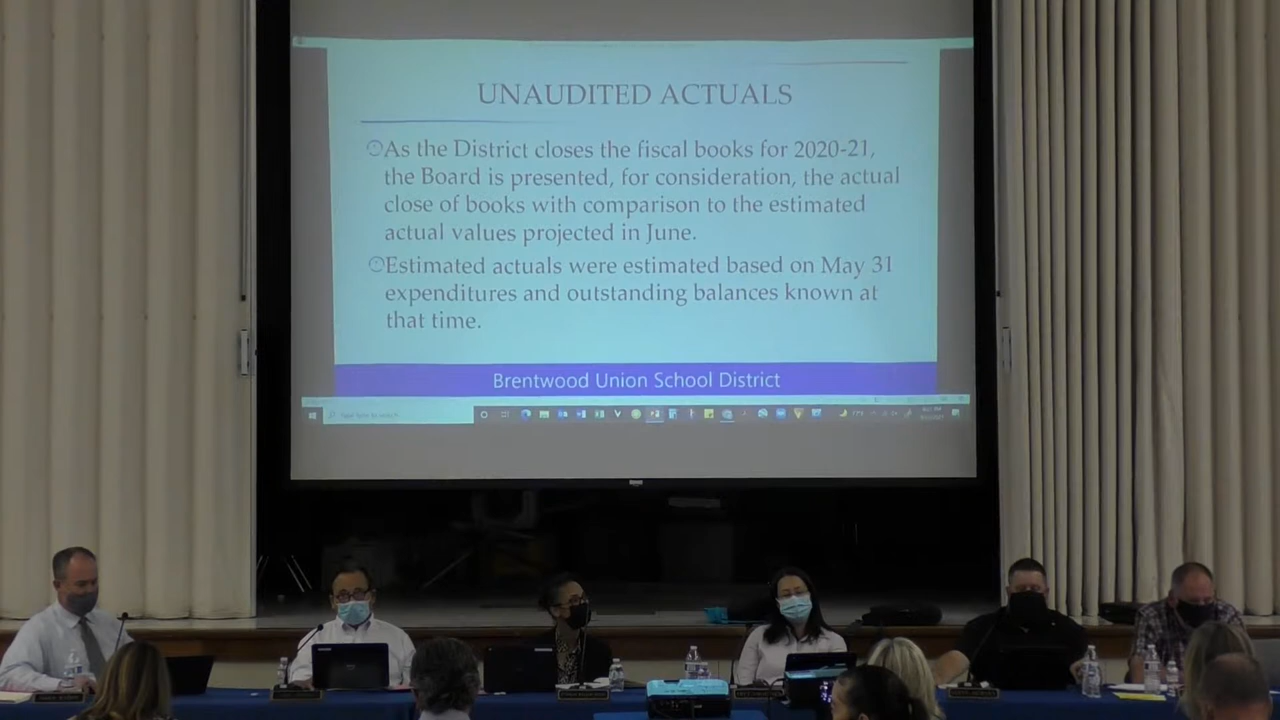 UNAUDITED ACTUALS
As the District closes the fiscal books for 2020-21,
the Board is presented, for consideration, the actual
close of books with comparison to the estimated
actual values projected in June.
Estimated actuals were estimated based on May 31
expenditures and outstanding balances known at
that time.
Brentwood Union School District